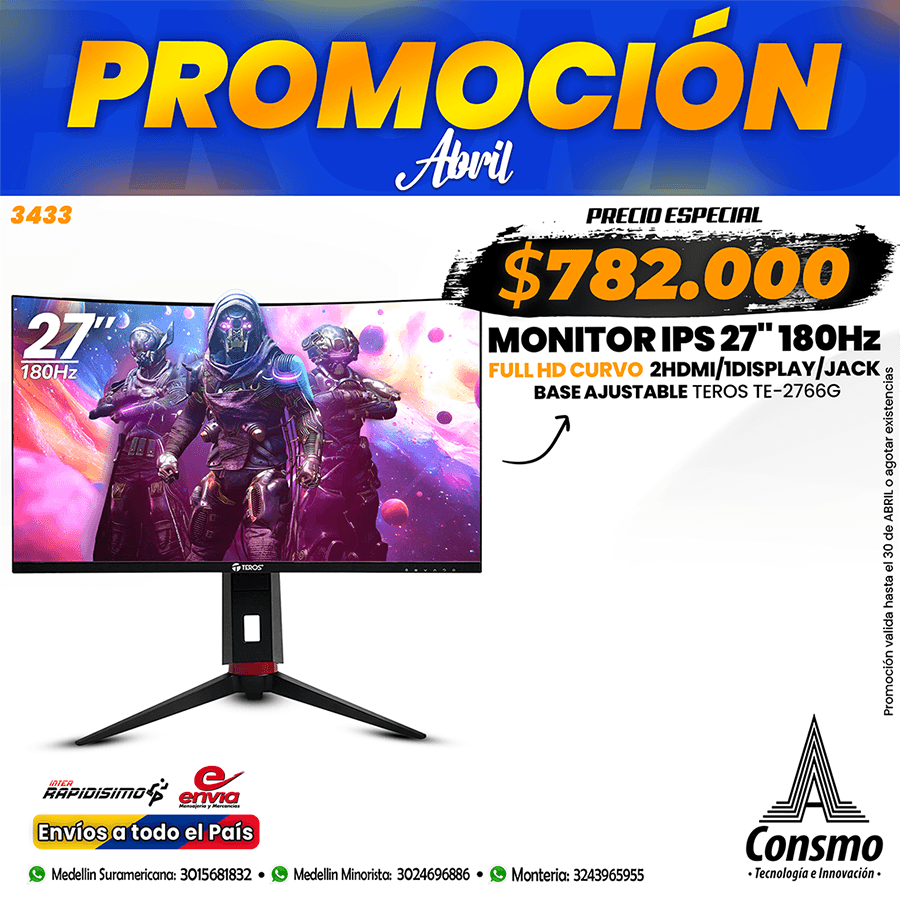 PROMOCIÓN
Abril
3433
PRECIO ESPECIAL
$782.000
MONITOR IPS 27" 180Hz
FULL HD CURVO 2HDMI/1DISPLAY/JACK
BASE AJUSTABLE TEROS TE-2766G
27"
180Hz
TEROS
Promoción valida hasta el 30 de ABRIL o agotar existencias
INTER
RAPIDISIMO
e
envia
Mensajería y Mercancías
Envíos a todo el País
Consmo
• Tecnología e Innovación •
Medellin Suramericana: 3015681832 • Medellin Minorista: 3024696886 • Monteria: 3243965955